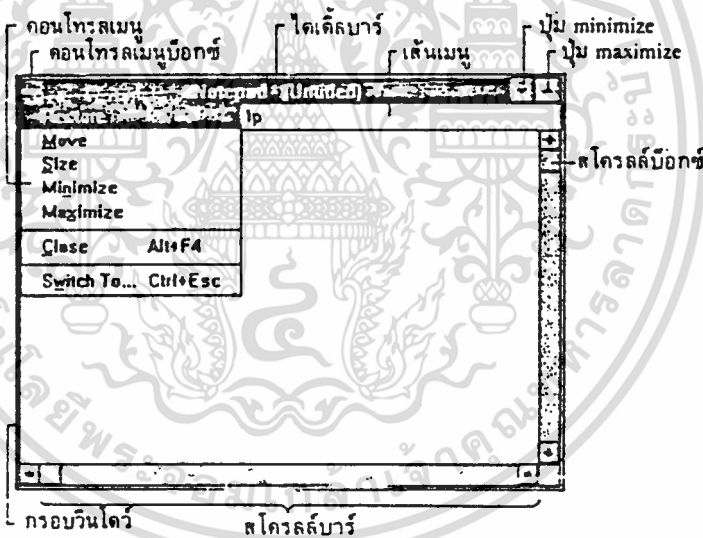 คอนโทรลเมนู
ไตเติ้ลบาร์
ปุ่ม minimize
คอนโทรลเมนูบ็อกซ์
เส้นเมนู
ปุ่ม maximize
Notepad - (Untitled)
lp
Move
Size
Minimize
Maximize
สโครลล์บ็อกซ์
Close Alt+F4
Switch To... Ctrl+Esc
กรอบวินโดว์
สโครลล์บาร์